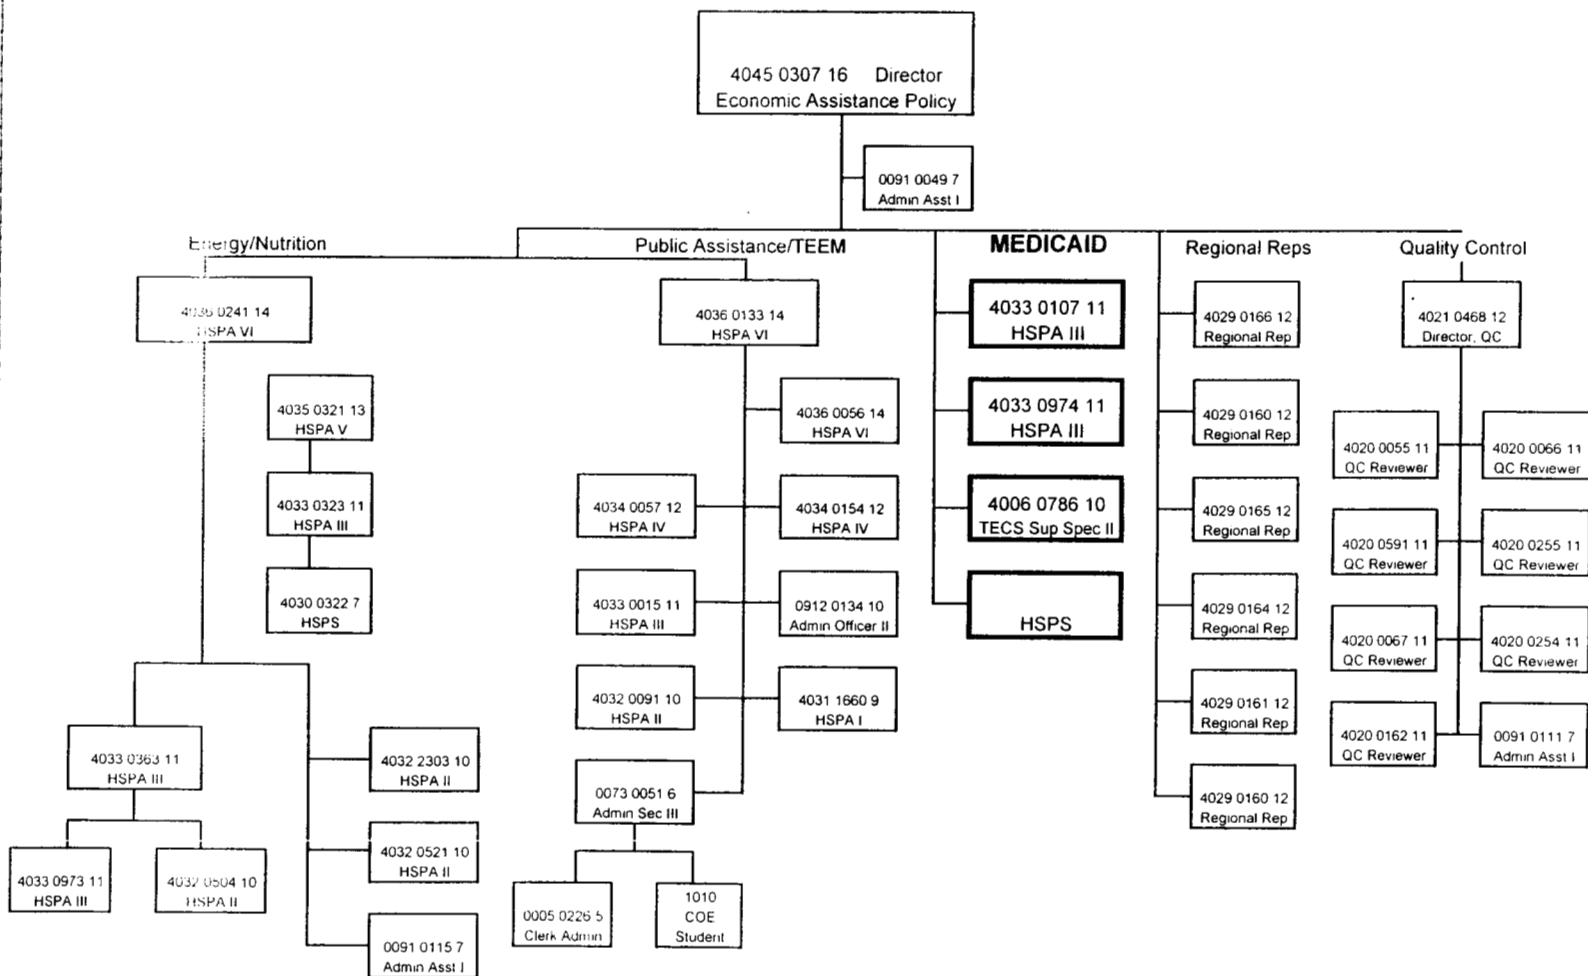 4045 0307 16 Director
Economic Assistance Policy
0091 0049 7
Admin Asst I
Energy/Nutrition
4036 0241 14
HSPA VI
4035 0321 13
HSPA V
4033 0323 11
HSPA III
4030 0322 7
HSPS
4033 0363 11
HSPA III
4033 0973 11
HSPA III
4032 0504 10
HSPA II
4032 2303 10
HSPA II
4032 0521 10
HSPA II
0091 0115 7
Admin Asst I
Public Assistance/TEEM
4036 0133 14
HSPA VI
4036 0056 14
HSPA VI
4034 0057 12
HSPA IV
4034 0154 12
HSPA IV
4033 0015 11
HSPA III
0912 0134 10
Admin Officer II
4032 0091 10
HSPA II
4031 1660 9
HSPA I
0073 0051 6
Admin Sec III
0005 0226 5
Clerk Admin
1010
COE
Student
MEDICAID
4033 0107 11
HSPA III
4033 0974 11
HSPA III
4006 0786 10
TECS Sup Spec II
HSPS
Regional Reps
4029 0166 12
Regional Rep
4029 0160 12
Regional Rep
4029 0165 12
Regional Rep
4029 0164 12
Regional Rep
4029 0161 12
Regional Rep
4029 0160 12
Regional Rep
Quality Control
4021 0468 12
Director, QC
4020 0055 11
QC Reviewer
4020 0066 11
QC Reviewer
4020 0591 11
QC Reviewer
4020 0255 11
QC Reviewer
4020 0067 11
QC Reviewer
4020 0254 11
QC Reviewer
4020 0162 11
QC Reviewer
0091 0111 7
Admin Asst I